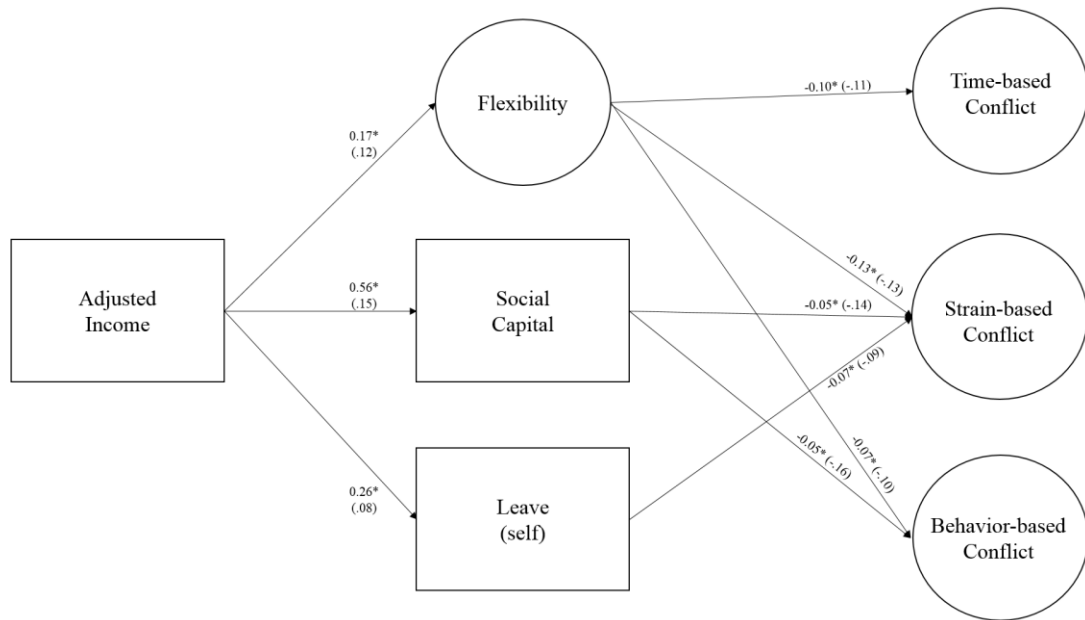 Flexibility
Time-based
Conflict
-0.10* (-.11)
0.17*
(.12)
Adjusted
Income
0.56*
(.15)
Social
Capital
-0.13* (-.13)
-0.05* (-.14)
Strain-based
Conflict
-0.07* (-.09)
0.26*
(.08)
Leave
(self)
-0.05* (-.16)
-0.07* (-.10)
Behavior-based
Conflict